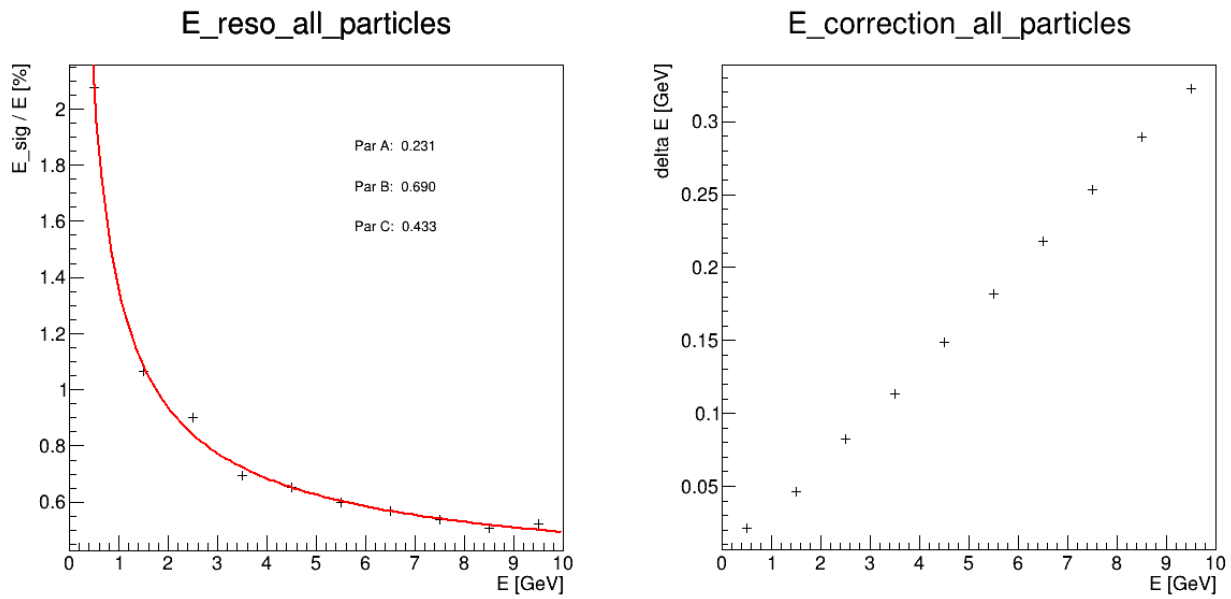 E_reso_all_particles
E_sig / E [%]
2
1.8
1.6
1.4
1.2
1
0.8
0.6
Par A: 0.231
Par B: 0.690
Par C: 0.433
0 1 2 3 4 5 6 7 8 9 10
E [GeV]
E_correction_all_particles
delta E [GeV]
0.3
0.25
0.2
0.15
0.1
0.05
0 1 2 3 4 5 6 7 8 9 10
E [GeV]